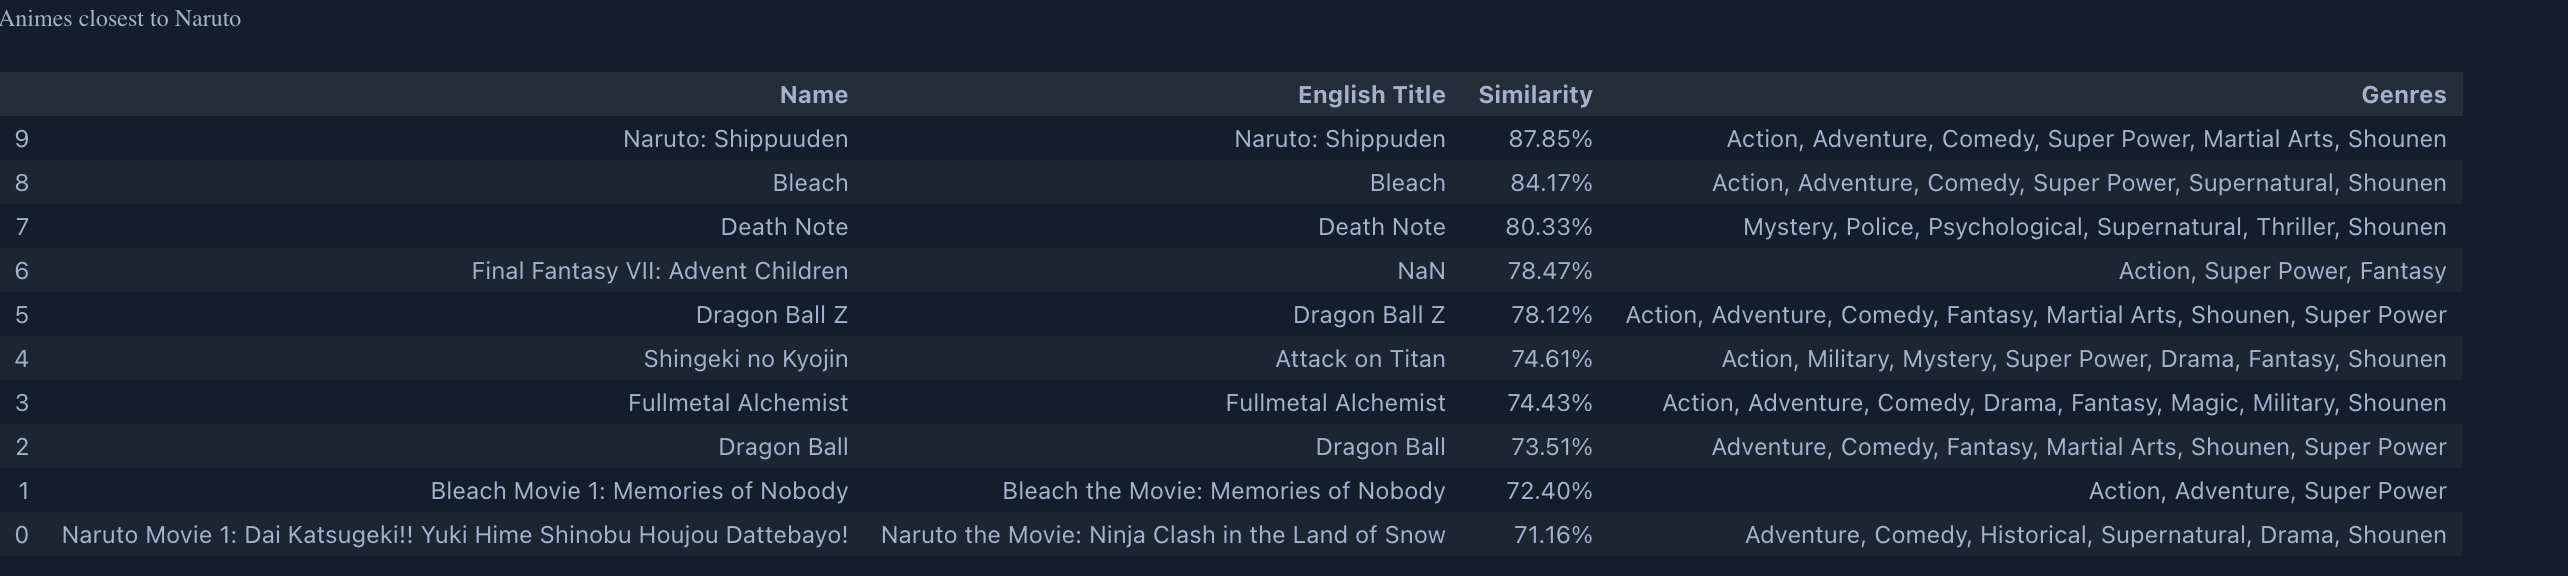 Animes closest to Naruto
Name English Title Similarity Genres
9 Naruto: Shippuuden Naruto: Shippuden 87.85% Action, Adventure, Comedy, Super Power, Martial Arts, Shounen
8 Bleach Bleach 84.17% Action, Adventure, Comedy, Super Power, Supernatural, Shounen
7 Death Note Death Note 80.33% Mystery, Police, Psychological, Supernatural, Thriller, Shounen
6 Final Fantasy VII: Advent Children NaN 78.47% Action, Super Power, Fantasy
5 Dragon Ball Z Dragon Ball Z 78.12% Action, Adventure, Comedy, Fantasy, Martial Arts, Shounen, Super Power
4 Shingeki no Kyojin Attack on Titan 74.61% Action, Military, Mystery, Super Power, Drama, Fantasy, Shounen
3 Fullmetal Alchemist Fullmetal Alchemist 74.43% Action, Adventure, Comedy, Drama, Fantasy, Magic, Military, Shounen
2 Dragon Ball Dragon Ball 73.51% Adventure, Comedy, Fantasy, Martial Arts, Shounen, Super Power
1 Bleach Movie 1: Memories of Nobody Bleach the Movie: Memories of Nobody 72.40% Action, Adventure, Super Power
0 Naruto Movie 1: Dai Katsugeki!! Yuki Hime Shinobu Houjou Dattebayo! Naruto the Movie: Ninja Clash in the Land of Snow 71.16% Adventure, Comedy, Historical, Supernatural, Drama, Shounen